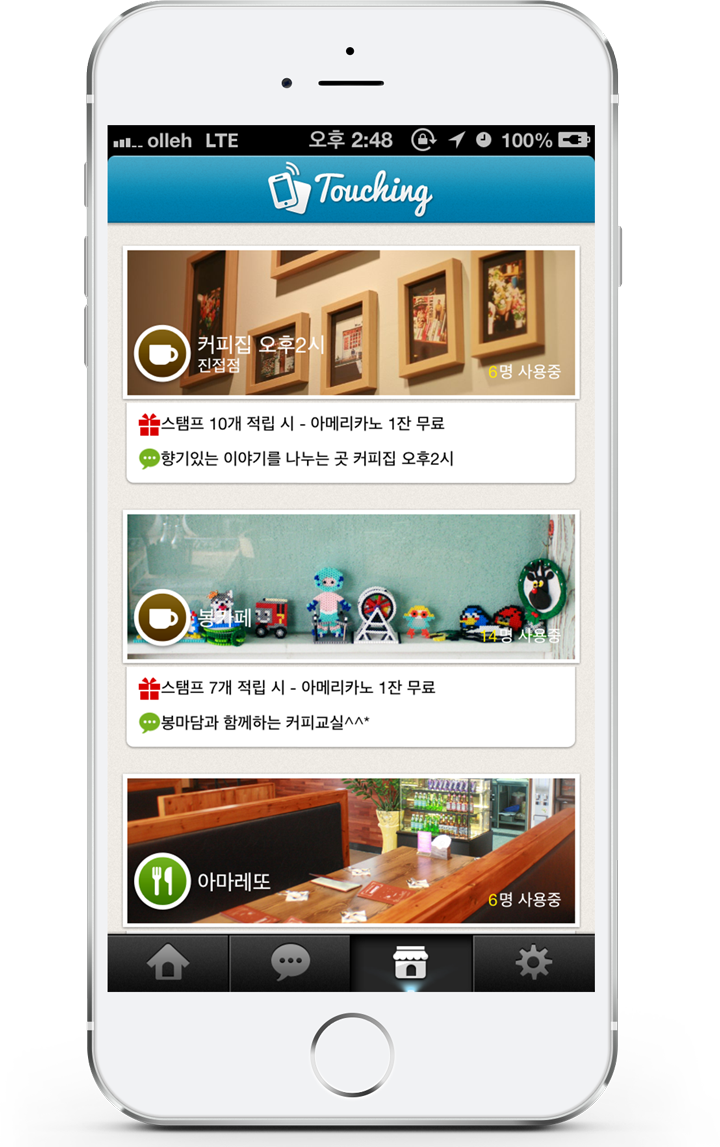 olleh LTE 오후 2:48 100%
Touching
커피집 오후2시
진접점
6명 사용중
스탬프 10개 적립 시 - 아메리카노 1잔 무료
향기있는 이야기를 나누는 곳 커피집 오후2시
봉카페
14명 사용중
스탬프 7개 적립 시 - 아메리카노 1잔 무료
봉마담과 함께하는 커피교실^^*
아마레또
6명 사용중